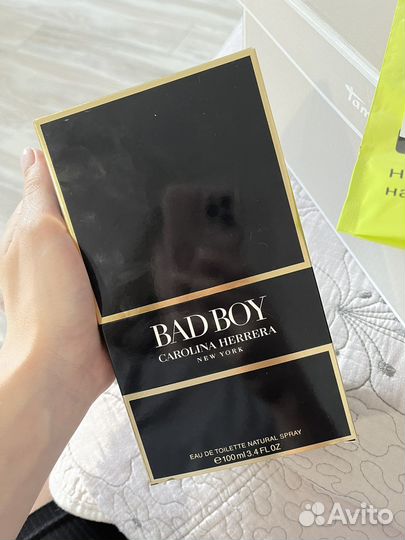 BAD BOY
CAROLINA HERRERA
NEW YORK
EAU DE TOILETTE NATURAL SPRAY
℮100 ml 3.4 FL OZ
Avito